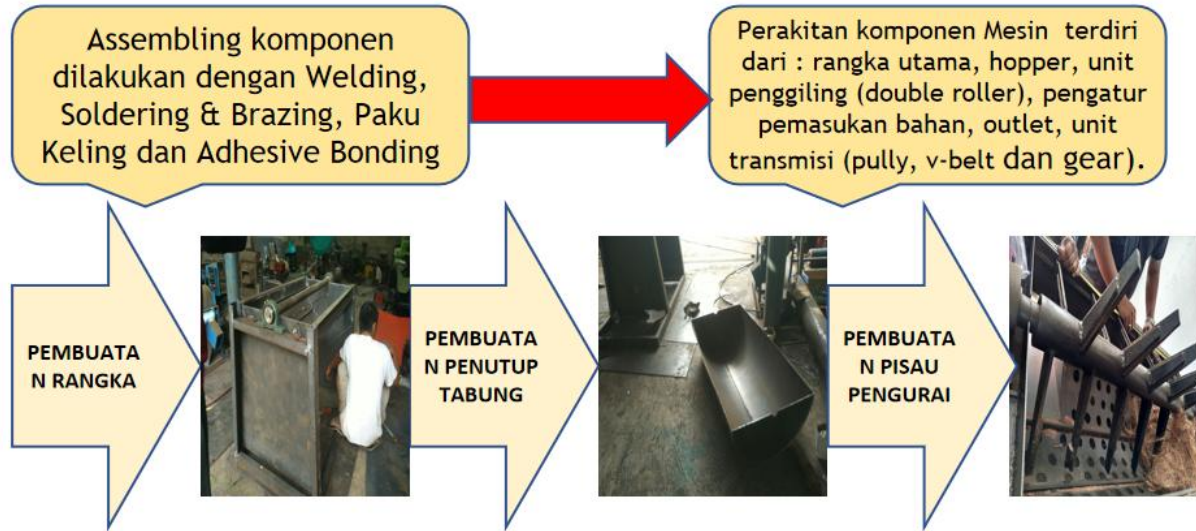 Assembling komponen
dilakukan dengan Welding,
Soldering & Brazing, Paku
Keling dan Adhesive Bonding
Perakitan komponen Mesin terdiri
dari : rangka utama, hopper, unit
penggiling (double roller), pengatur
pemasukan bahan, outlet, unit
transmisi (pully, v-belt dan gear).
PEMBUATA
N RANGKA
PEMBUATA
N PENUTUP
TABUNG
PEMBUATA
N PISAU
PENGURAI